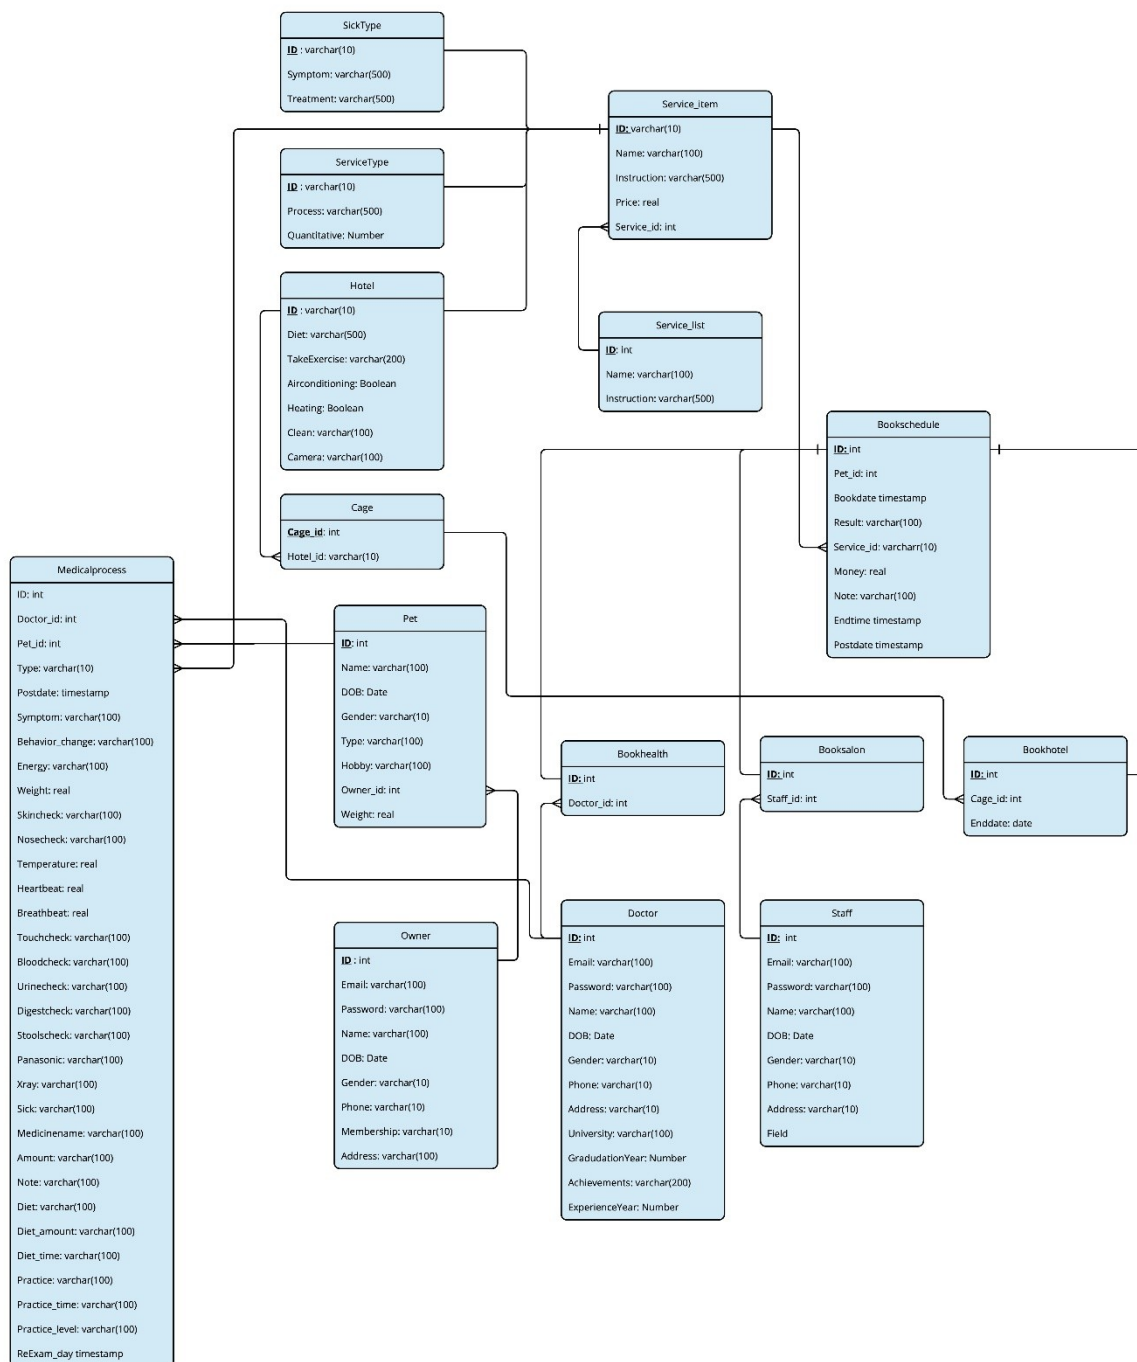 SickType
ID : varchar(10)
Symptom: varchar(500)
Treatment: varchar(500)
ServiceType
ID : varchar(10)
Process: varchar(500)
Quantitative: Number
Hotel
ID : varchar(10)
Diet: varchar(500)
TakeExercise: varchar(200)
Airconditioning: Boolean
Heating: Boolean
Clean: varchar(100)
Camera: varchar(100)
Cage
Cage_id: int
Hotel_id: varchar(10)
Service_item
ID: varchar(10)
Name: varchar(100)
Instruction: varchar(500)
Price: real
Service_id: int
Service_list
ID: int
Name: varchar(100)
Instruction: varchar(500)
Bookschedule
ID: int
Pet_id: int
Bookdate timestamp
Result: varchar(100)
Service_id: varcharr(10)
Money: real
Note: varchar(100)
Endtime timestamp
Postdate timestamp
Medicalprocess
ID: int
Doctor_id: int
Pet_id: int
Type: varchar(10)
Postdate: timestamp
Symptom: varchar(100)
Behavior_change: varchar(100)
Energy: varchar(100)
Weight: real
Skincheck: varchar(100)
Nosecheck: varchar(100)
Temperature: real
Heartbeat: real
Breathbeat: real
Touchcheck: varchar(100)
Bloodcheck: varchar(100)
Urinecheck: varchar(100)
Digestcheck: varchar(100)
Stoolscheck: varchar(100)
Panasonic: varchar(100)
Xray: varchar(100)
Sick: varchar(100)
Medicinename: varchar(100)
Amount: varchar(100)
Note: varchar(100)
Diet: varchar(100)
Diet_amount: varchar(100)
Diet_time: varchar(100)
Practice: varchar(100)
Practice_time: varchar(100)
Practice_level: varchar(100)
ReExam_day timestamp
Pet
ID: int
Name: varchar(100)
DOB: Date
Gender: varchar(10)
Type: varchar(100)
Hobby: varchar(100)
Owner_id: int
Weight: real
Bookhealth
ID: int
Doctor_id: int
Booksalon
ID: int
Staff_id: int
Bookhotel
ID: int
Cage_id: int
Enddate: date
Owner
ID : int
Email: varchar(100)
Password: varchar(100)
Name: varchar(100)
DOB: Date
Gender: varchar(10)
Phone: varchar(10)
Membership: varchar(10)
Address: varchar(100)
Doctor
ID: int
Email: varchar(100)
Password: varchar(100)
Name: varchar(100)
DOB: Date
Gender: varchar(10)
Phone: varchar(10)
Address: varchar(10)
University: varchar(100)
GradudationYear: Number
Achievements: varchar(200)
ExperienceYear: Number
Staff
ID: int
Email: varchar(100)
Password: varchar(100)
Name: varchar(100)
DOB: Date
Gender: varchar(10)
Phone: varchar(10)
Address: varchar(10)
Field